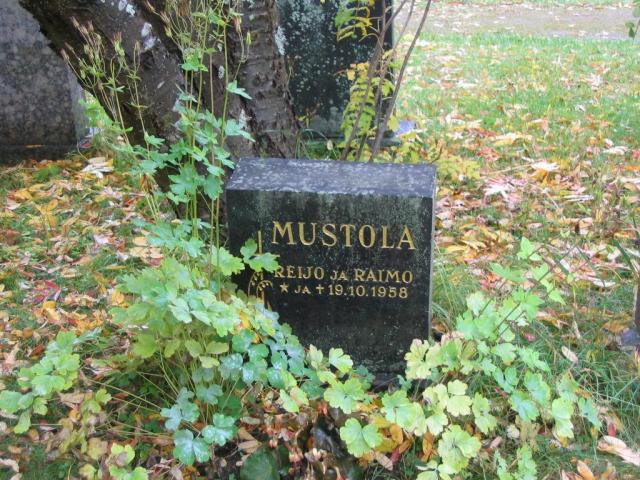 MUSTOLA
REIJO JA RAIMO
* JA + 19.10.1958